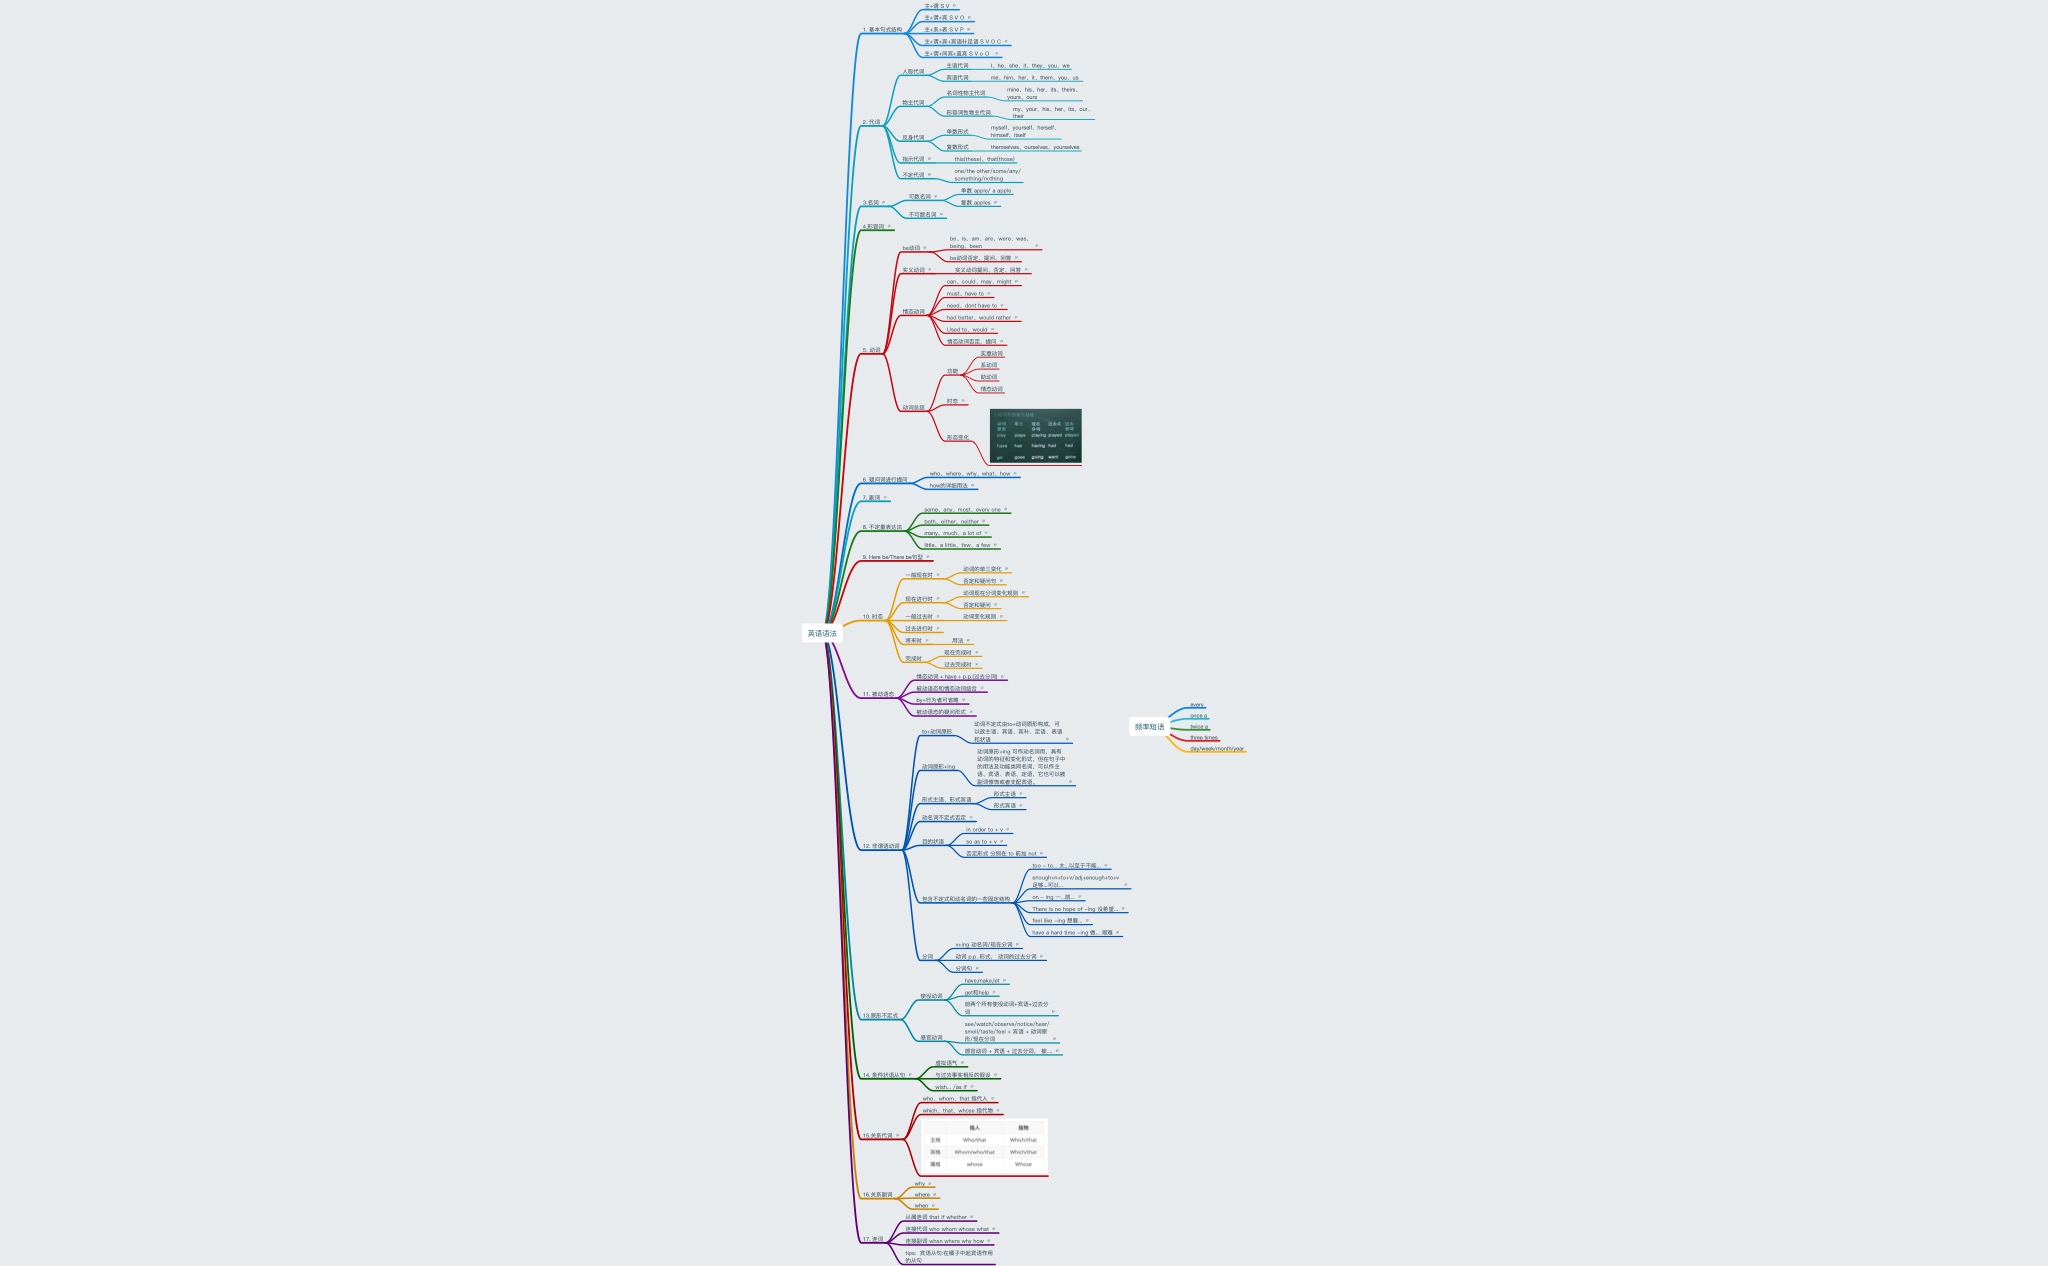 英语语法
1. 基本句式结构
主+谓 S V
主+谓+宾 S V O
主+系+表 S V P
主+谓+宾+宾语补足语 S V O C
主+谓+间宾+直宾 S V o O
2. 代词
人称代词
主语代词
I、he、she、it、they、you、we
宾语代词
me、him、her、it、them、you、us
物主代词
名词性物主代词
mine、his、her、its、theirs、
yours、ours
形容词性物主代词
my、your、his、her、its、our、
their
反身代词
单数形式
myself、yourself、herself、
himself、itself
复数形式
themselves、ourselves、yourselves
指示代词
this(these)、that(those)
不定代词
one/the other/some/any/
something/nothing
3.名词
可数名词
单数 apple/ a apple
复数 apples
不可数名词
4.形容词
5. 动词
be动词
be、is、am、are、were、was、
being、been
be动词否定、提问、回答
实义动词
实义动词提问、否定、回答
情态动词
can、could、may、might
must、have to
need、dont have to
had better、would rather
Used to、would
情态动词否定、提问
动词总结
功能
实意动词
系动词
助动词
情态动词
时态
形态变化
play plays playing played played
have has having had had
go goes going went gone
6. 疑问词进行提问
who、where、why、what、how
how的详细用法
7. 副词
8. 不定量表达法
some、any、most、every one
both、either、neither
many、much、a lot of
little、a little、few、a few
9. Here be/There be句型
10. 时态
一般现在时
动词的单三变化
否定和疑问句
现在进行时
动词现在分词变化规则
否定和疑问
一般过去时
动词变化规则
过去进行时
将来时
用法
完成时
现在完成时
过去完成时
11. 被动语态
情态动词 + have + p.p.(过去分词)
被动语态和情态动词结合
by+行为者可省略
被动语态的疑问形式
12. 非谓语动词
to+动词原形
动词不定式由to+动词原形构成，可
以放主语、宾语、宾补、定语、表语
和状语
动词原形+ing
动词原形+ing 可作动名词用，具有
动词的特征和变化形式，但在句子中
的用法及功能类同名词，可以作主
语、宾语、表语、定语，它也可以被
副词修饰或者支配宾语。
形式主语、形式宾语
形式主语
形式宾语
动名词不定式否定
目的状语
in order to + v
so as to + v
否定形式 分别在 to 前加 not
包含不定式和动名词的一些固定结构
too - to... 太...以至于不能...
enough+n+to+v/adj+enough+to+v
足够...可以...
on - ing 一...就...
There is no hope of -ing 没希望...
feel like -ing 想要...
have a hard time -ing 做... 艰难
分词
v+ing 动名词/现在分词
动词 p.p. 形式， 动词的过去分词
分词句
13.原形不定式
使役动词
have,make,let
get和help
前两个所有使役动词+宾语+过去分
词
感官动词
see/watch/observe/notice/hear/
smell/taste/feel + 宾语 + 动词原
形/现在分词
感官动词 + 宾语 + 过去分词， 被...
14. 条件状语从句
虚拟语气
与过去事实相反的假设
wish... /as if
15.关系代词
who、whom、that 指代人
which、that、whose 指代物
指人 指物
主格 Who/that Which/that
宾格 Whom/who/that Which/that
属格 whose Whose
16.关系副词
why
where
when
17. 连词
从属连词 that if whether
连接代词 who whom whose what
连接副词 when where why how
tips：宾语从句:在橘子中起宾语作用
的从句
频率短语
every
once a
twice a
three times
day/week/month/year